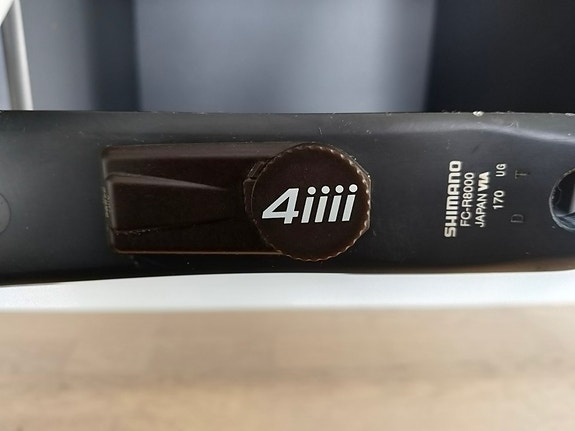 4iiii
SHIMANO
FC-R8000
JAPAN VIA
170 UG
D T